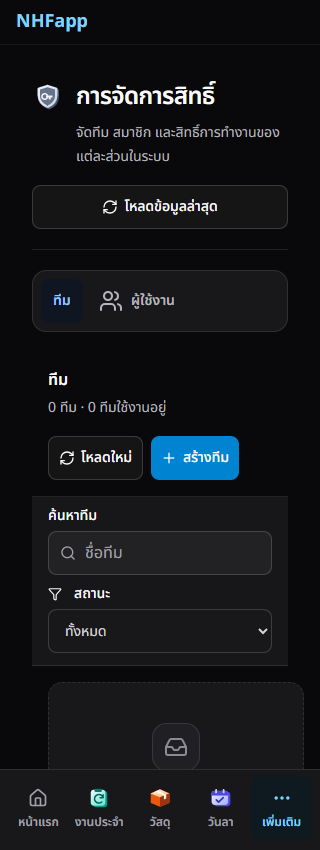 NHFapp
การจัดการสิทธิ์
จัดทีม สมาชิก และสิทธิ์การทำงานของ
แต่ละส่วนในระบบ
โหลดข้อมูลล่าสุด
ทีม
ผู้ใช้งาน
ทีม
0 ทีม · 0 ทีมใช้งานอยู่
โหลดใหม่
สร้างทีม
ค้นหาทีม
ชื่อทีม
สถานะ
ทั้งหมด
หน้าแรก
งานประจำ
วัสดุ
วันลา
เพิ่มเติม